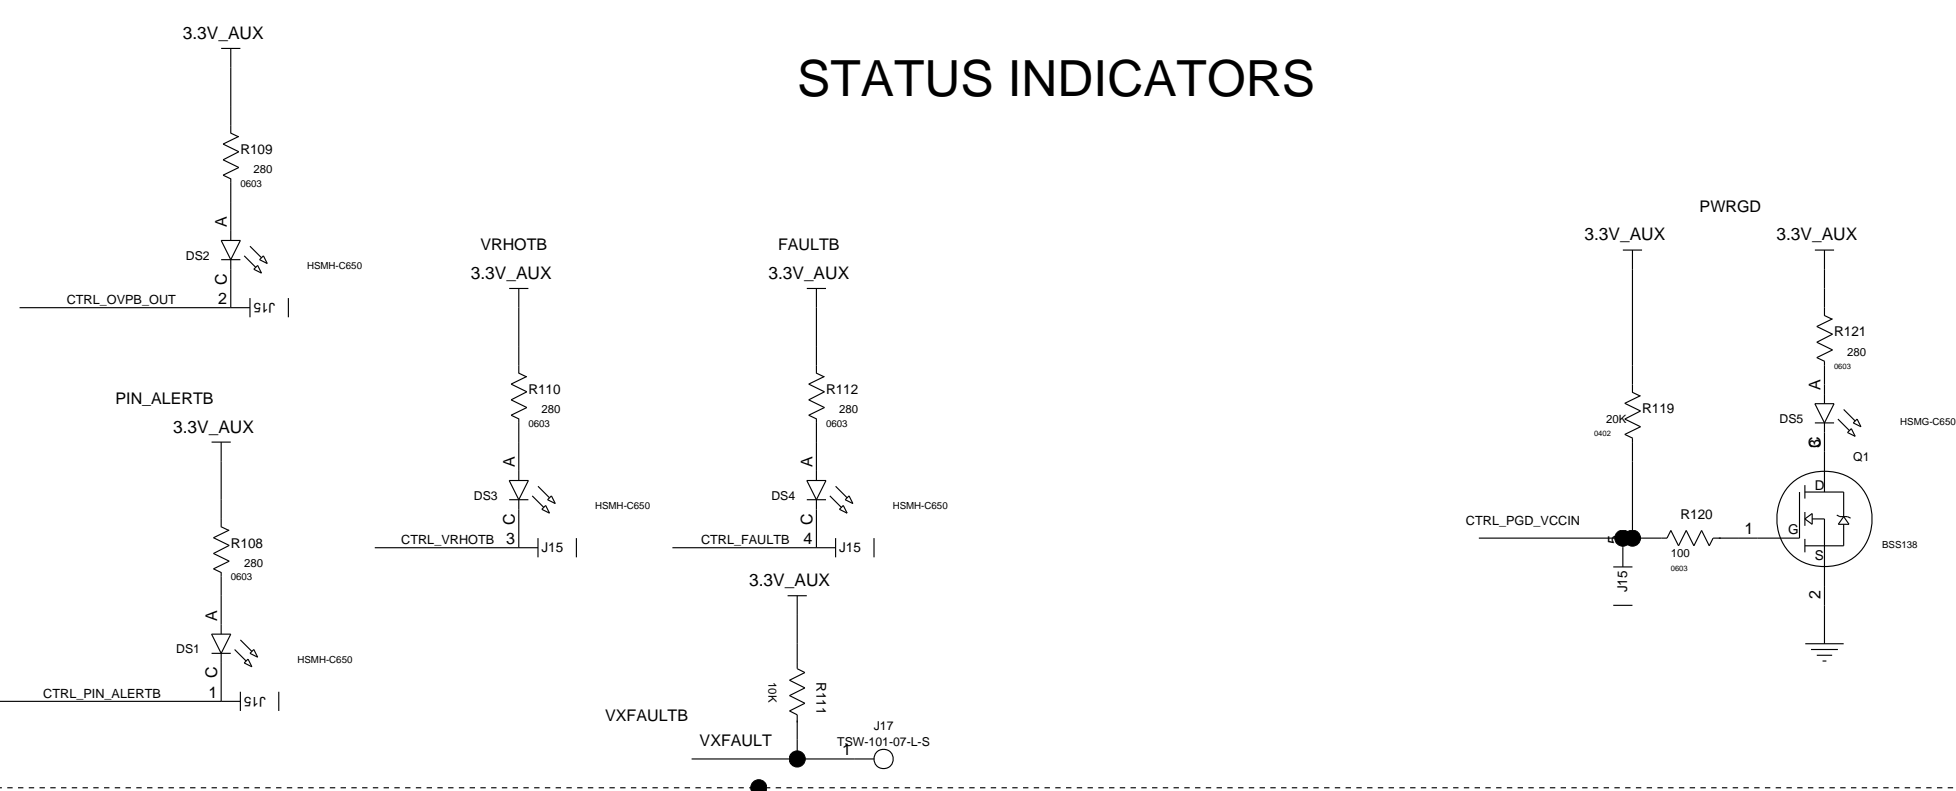 STATUS INDICATORS
3.3V_AUX
R109
280
0603
A
DS2
HSMH-C650
C
CTRL_OVPB_OUT
2
J15
PIN_ALERTB
3.3V_AUX
R108
280
0603
A
DS1
HSMH-C650
C
CTRL_PIN_ALERTB
1
J15
VRHOTB
3.3V_AUX
R110
280
0603
A
DS3
HSMH-C650
C
CTRL_VRHOTB
3
J15
FAULTB
3.3V_AUX
R112
280
0603
A
DS4
HSMH-C650
C
CTRL_FAULTB
4
J15
3.3V_AUX
10K
R111
VXFAULTB
VXFAULT
J17
TSW-101-07-L-S
1
PWRGD
3.3V_AUX
3.3V_AUX
R121
280
0603
A
DS5
HSMG-C650
C
3
Q1
R119
20K
0402
CTRL_PGD_VCCIN
J15
R120
100
0603
1
D
G
S
BSS138
2